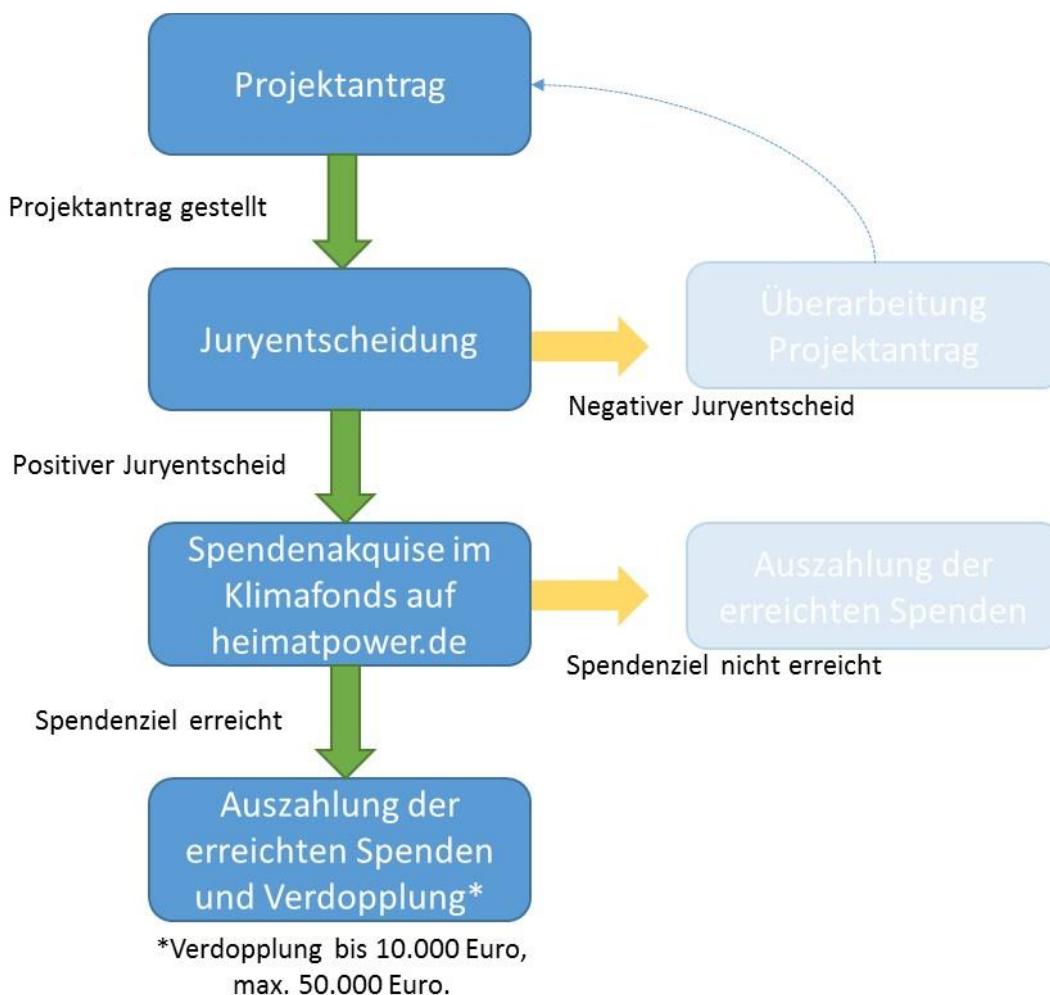 Projektantrag
Projektantrag gestellt
Juryentscheidung
Überarbeitung
Projektantrag
Negativer Juryentscheid
Positiver Juryentscheid
Spendenakquise im
Klimafonds auf
heimatpower.de
Auszahlung der
erreichten Spenden
Spendenziel nicht erreicht
Spendenziel erreicht
Auszahlung der
erreichten Spenden
und Verdopplung*
*Verdopplung bis 10.000 Euro,
max. 50.000 Euro.